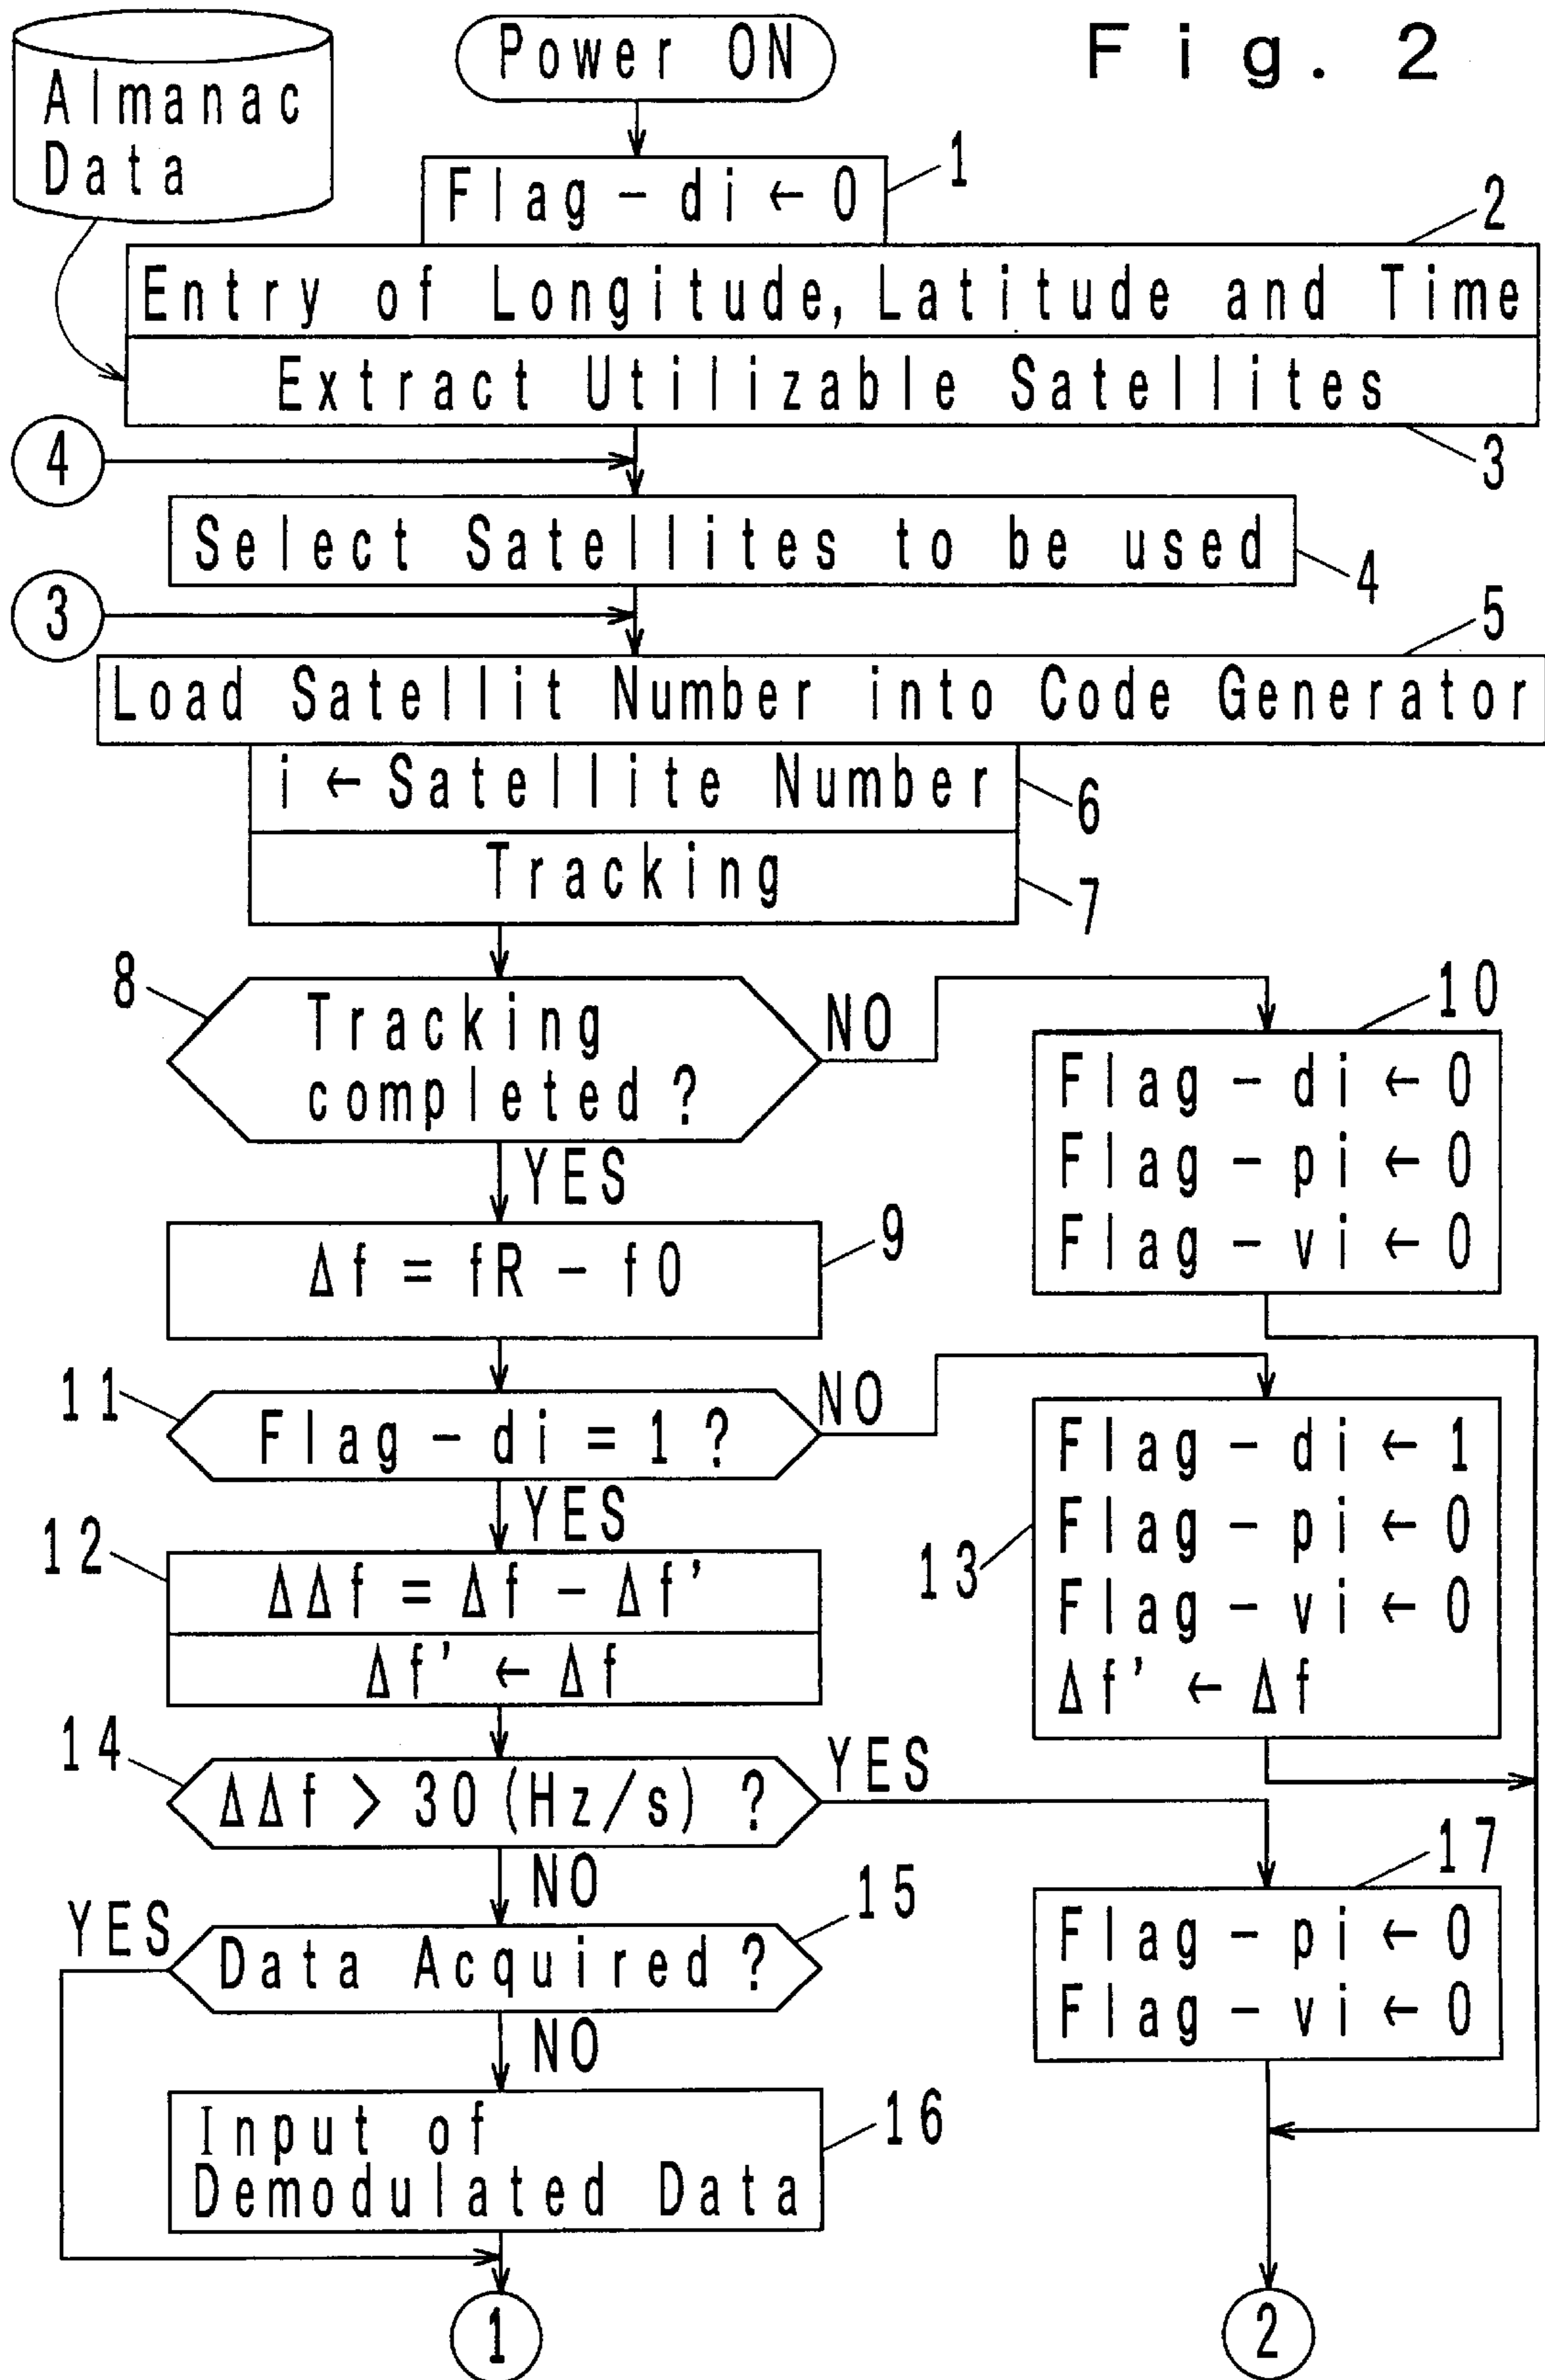 Fig. 2
Almanac
Data
Power ON
Flag-di ← 0
1
2
Entry of Longitude, Latitude and Time
Extract Utilizable Satellites
3
4
Select Satellites to be used
4
3
5
Load Satellit Number into Code Generator
i ← Satellite Number
6
Tracking
7
8
Tracking
completed ?
NO
YES
10
Flag-di ← 0
Flag-pi ← 0
Flag-vi ← 0
9
Δf = fR - f0
11
Flag-di = 1 ?
NO
YES
13
Flag-di ← 1
Flag-pi ← 0
Flag-vi ← 0
Δf' ← Δf
12
ΔΔf = Δf - Δf'
Δf' ← Δf
14
ΔΔf > 30 (Hz/s) ?
YES
NO
17
Flag-pi ← 0
Flag-vi ← 0
15
YES
Data Acquired ?
NO
16
Input of
Demodulated Data
1
2